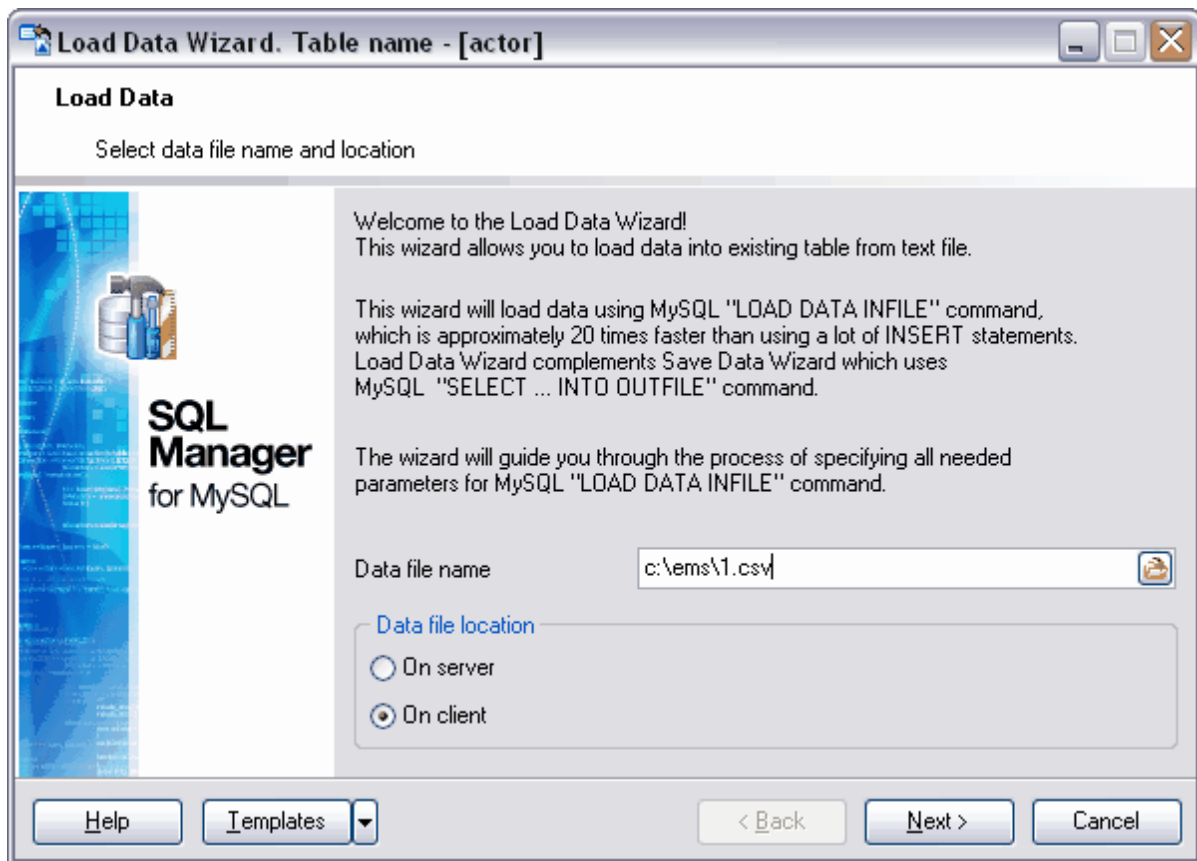 Load Data Wizard. Table name - [actor]
Load Data
Select data file name and location
Welcome to the Load Data Wizard!
This wizard allows you to load data into existing table from text file.
This wizard will load data using MySQL "LOAD DATA INFILE" command,
which is approximately 20 times faster than using a lot of INSERT statements.
Load Data Wizard complements Save Data Wizard which uses
MySQL "SELECT ... INTO OUTFILE" command.
SQL
Manager
for MySQL
The wizard will guide you through the process of specifying all needed
parameters for MySQL "LOAD DATA INFILE" command.
Data file name c:\ems\1.csv
Data file location
On server
On client
Help Templates < Back Next > Cancel